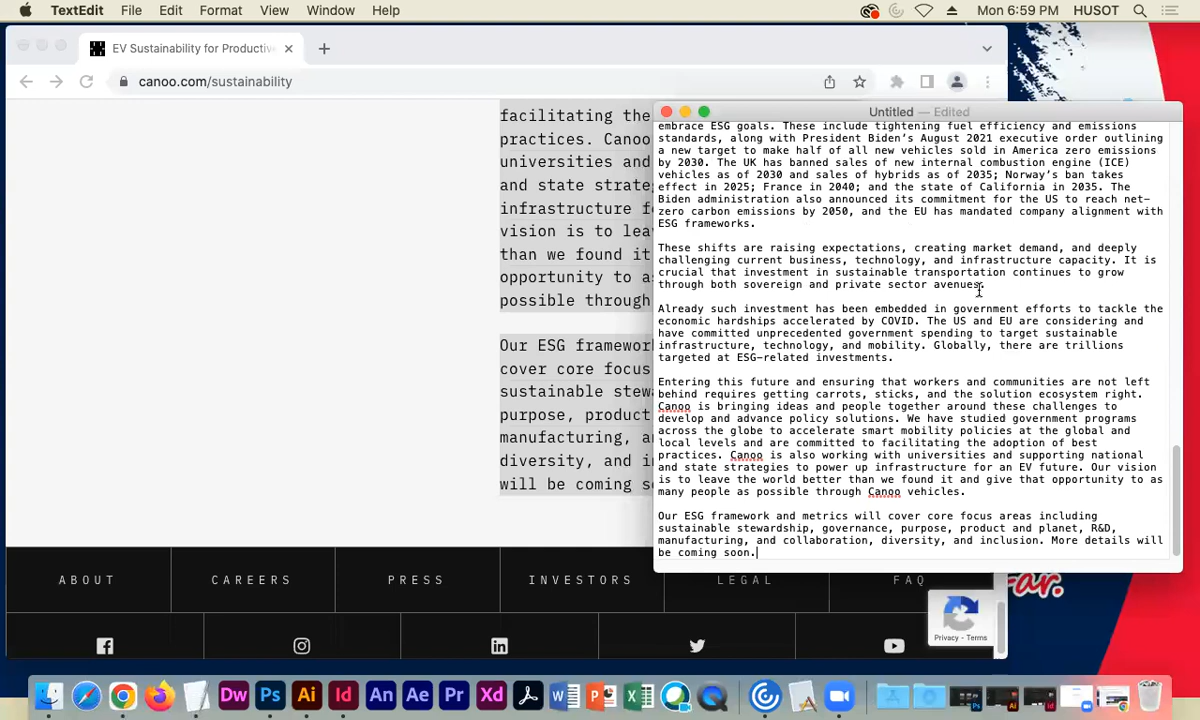 TextEdit File Edit Format View Window Help Mon 6:59 PM HUSOT
EV Sustainability for Productiv
canoo.com/sustainability
facilitating the
practices. Canoo
universities and
and state strate
infrastructure fo
vision is to leav
than we found it
opportunity to as
possible through
Our ESG framework
cover core focus
sustainable stew
purpose, product
manufacturing, an
diversity, and in
will be coming so
Untitled — Edited
embrace ESG goals. These include tightening fuel efficiency and emissions
standards, along with President Biden's August 2021 executive order outlining
a new target to make half of all new vehicles sold in America zero emissions
by 2030. The UK has banned sales of new internal combustion engine (ICE)
vehicles as of 2030 and sales of hybrids as of 2035; Norway's ban takes
effect in 2025; France in 2040; and the state of California in 2035. The
Biden administration also announced its commitment for the US to reach net-
zero carbon emissions by 2050, and the EU has mandated company alignment with
ESG frameworks.
These shifts are raising expectations, creating market demand, and deeply
challenging current business, technology, and infrastructure capacity. It is
crucial that investment in sustainable transportation continues to grow
through both sovereign and private sector avenues.
Already such investment has been embedded in government efforts to tackle the
economic hardships accelerated by COVID. The US and EU are considering and
have committed unprecedented government spending to target sustainable
infrastructure, technology, and mobility. Globally, there are trillions
targeted at ESG-related investments.
Entering this future and ensuring that workers and communities are not left
behind requires getting carrots, sticks, and the solution ecosystem right.
Canoo is bringing ideas and people together around these challenges to
develop and advance policy solutions. We have studied government programs
across the globe to accelerate smart mobility policies at the global and
local levels and are committed to facilitating the adoption of best
practices. Canoo is also working with universities and supporting national
and state strategies to power up infrastructure for an EV future. Our vision
is to leave the world better than we found it and give that opportunity to as
many people as possible through Canoo vehicles.
Our ESG framework and metrics will cover core focus areas including
sustainable stewardship, governance, purpose, product and planet, R&D,
manufacturing, and collaboration, diversity, and inclusion. More details will
be coming soon.
ABOUT CAREERS PRESS INVESTORS LEGAL FAQ
Privacy - Terms
ar.
Dw Ps Ai Id An Ae Pr Xd